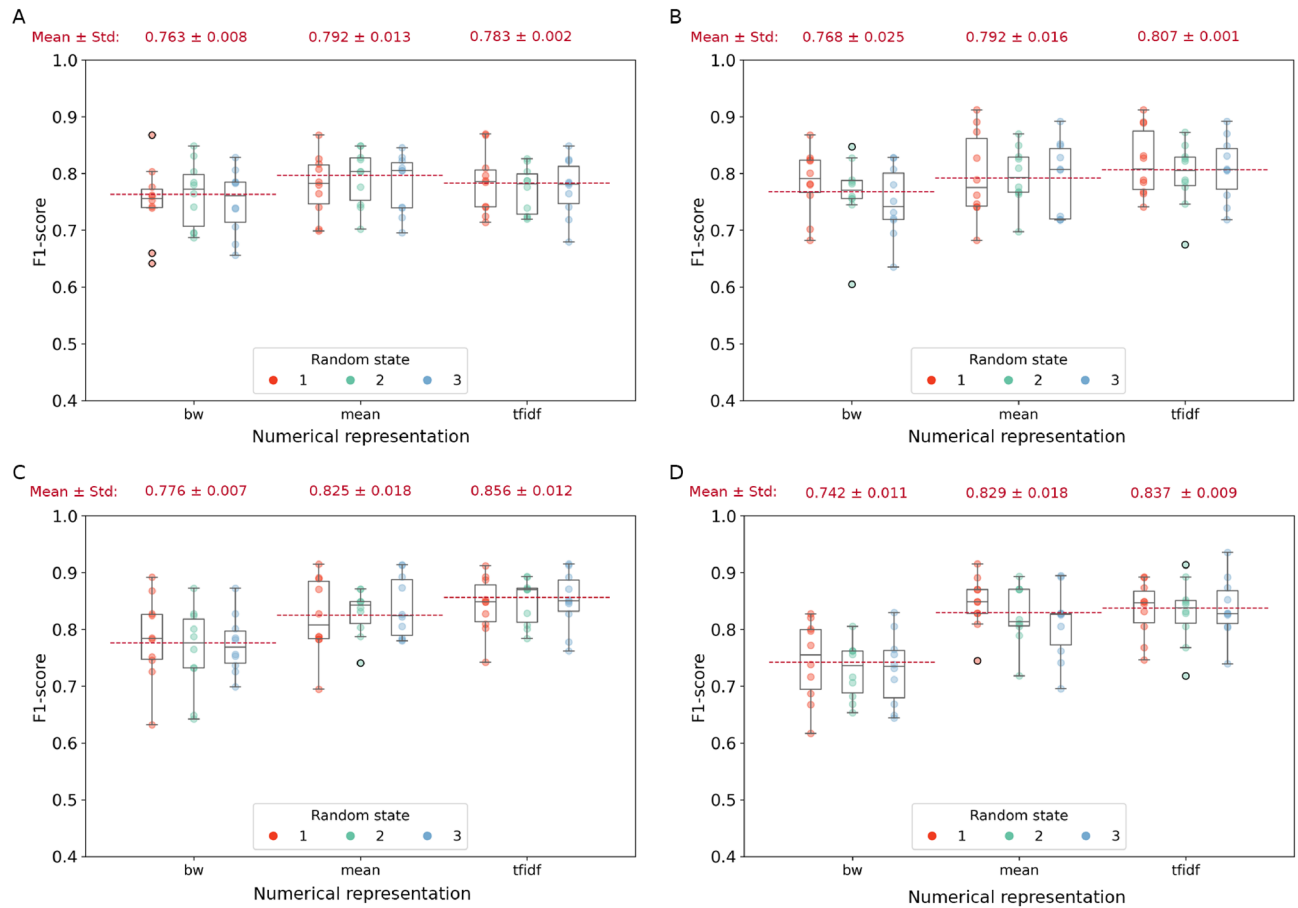 A
Mean ± Std: 0.763 ± 0.008 0.792 ± 0.013 0.783 ± 0.002
1.0
0.9
0.8
0.7
0.6
0.5
0.4
F1-score
Random state
1 2 3
bw mean tfidf
Numerical representation
B
Mean ± Std: 0.768 ± 0.025 0.792 ± 0.016 0.807 ± 0.001
1.0
0.9
0.8
0.7
0.6
0.5
0.4
F1-score
Random state
1 2 3
bw mean tfidf
Numerical representation
C
Mean ± Std: 0.776 ± 0.007 0.825 ± 0.018 0.856 ± 0.012
1.0
0.9
0.8
0.7
0.6
0.5
0.4
F1-score
Random state
1 2 3
bw mean tfidf
Numerical representation
D
Mean ± Std: 0.742 ± 0.011 0.829 ± 0.018 0.837 ± 0.009
1.0
0.9
0.8
0.7
0.6
0.5
0.4
F1-score
Random state
1 2 3
bw mean tfidf
Numerical representation